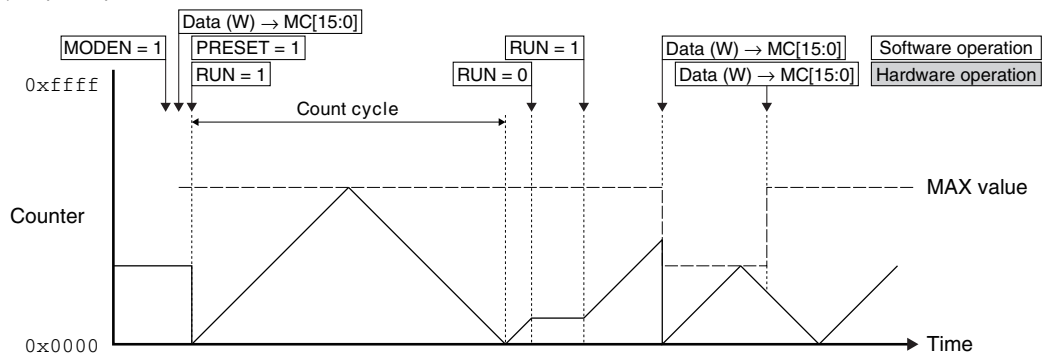 Data (W) → MC[15:0]
MODEN = 1
PRESET = 1
RUN = 1
Data (W) → MC[15:0]
Software operation
RUN = 1
RUN = 0
Data (W) → MC[15:0]
Hardware operation
0xffff
Count cycle
MAX value
Counter
0x0000
Time